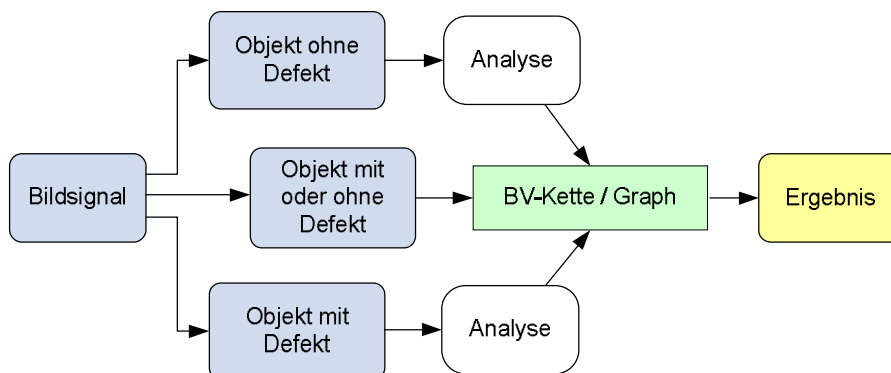 Objekt ohne
Defekt
Analyse
Bildsignal
Objekt mit
oder ohne
Defekt
BV-Kette / Graph
Ergebnis
Objekt mit
Defekt
Analyse